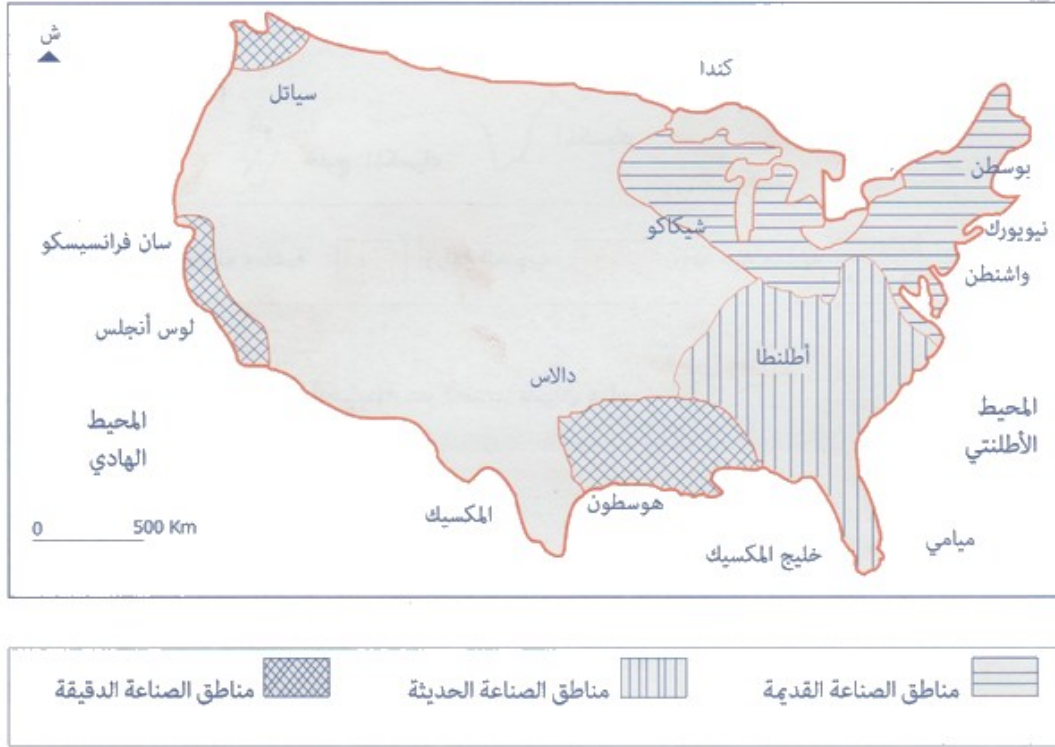 ش
كندا
سياتل
بوسطن
شيكاكو
نيويورك
سان فرانسيسكو
واشنطن
لوس أنجلس
أطلنطا
دالاس
المحيط
الأطلنتي
المحيط
الهادي
هوسطون
المكسيك
0 500 Km
ميامي
خليج المكسيك
مناطق الصناعة القديمة
مناطق الصناعة الحديثة
مناطق الصناعة الدقيقة